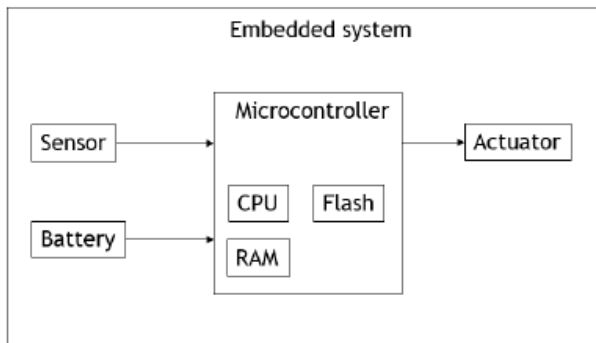 Embedded system
Microcontroller
Sensor
Actuator
CPU
Flash
Battery
RAM